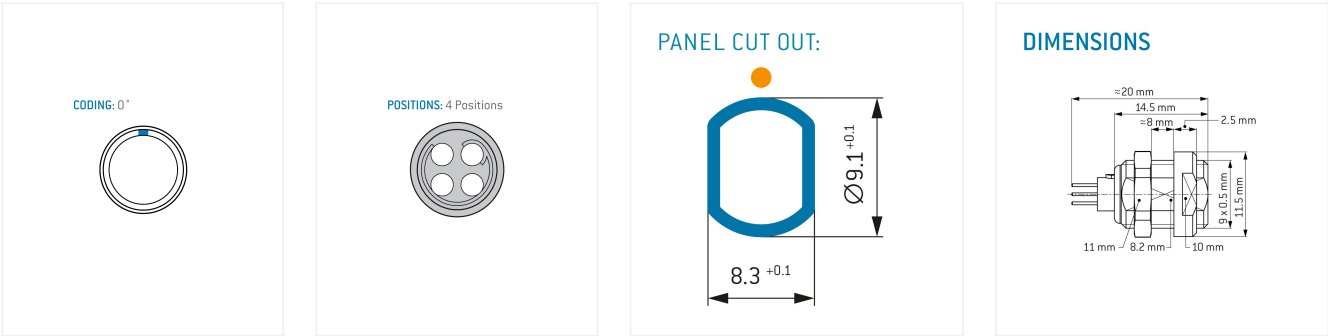 CODING: 0°
POSITIONS: 4 Positions
PANEL CUT OUT:
Ø9.1 +0.1
8.3 +0.1
DIMENSIONS
≈20 mm
14.5 mm
≈8 mm
2.5 mm
9 x 0.5 mm
11.5 mm
11 mm
8.2 mm
10 mm